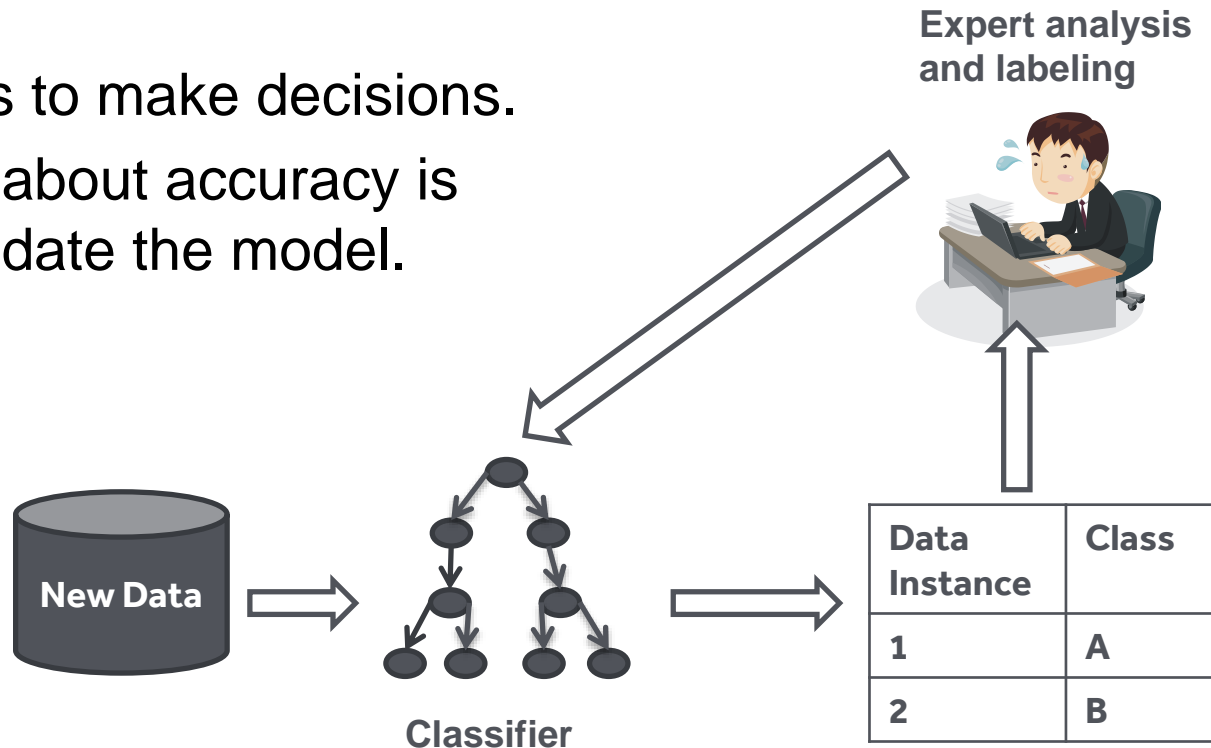 Expert analysis
and labeling
s to make decisions.
about accuracy is
date the model.
New Data
Classifier
Data Instance Class
1 A
2 B